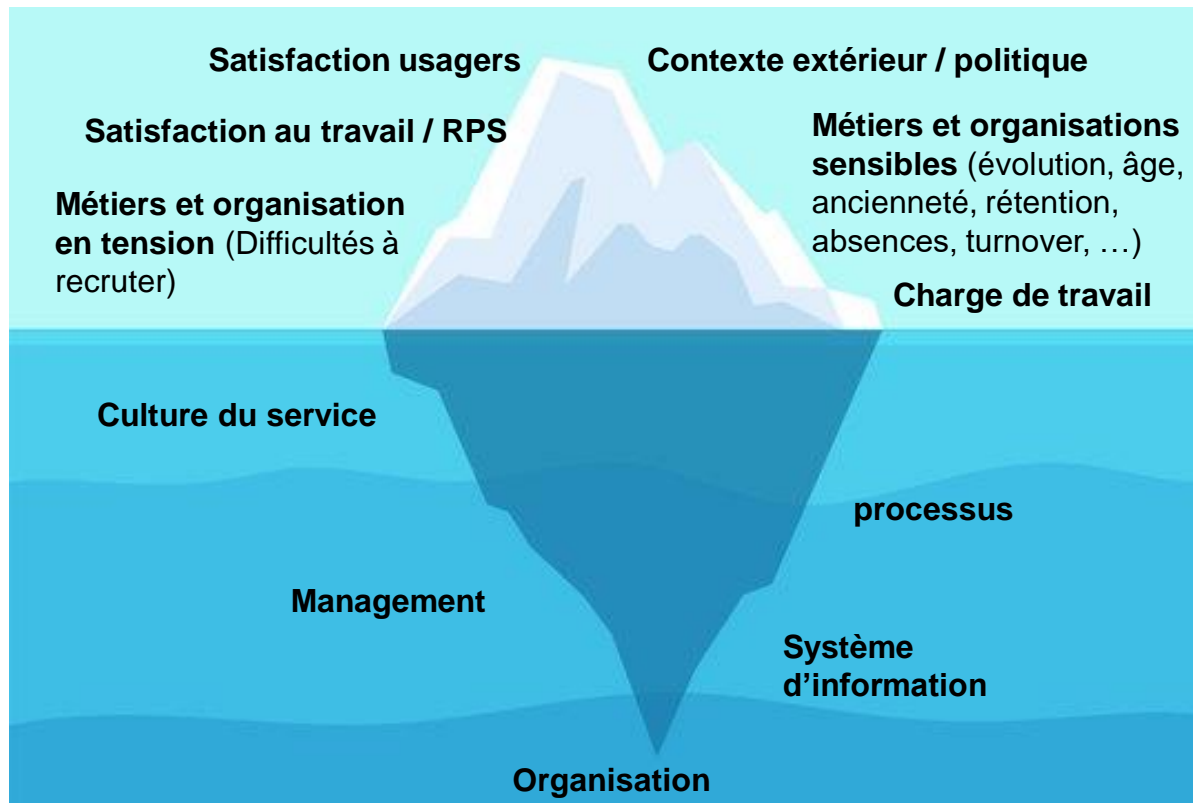 Satisfaction usagers
Contexte extérieur / politique
Satisfaction au travail / RPS
Métiers et organisations
sensibles (évolution, âge,
ancienneté, rétention,
absences, turnover, …)
Métiers et organisation
en tension (Difficultés à
recruter)
Charge de travail
Culture du service
processus
Management
Système
d’information
Organisation